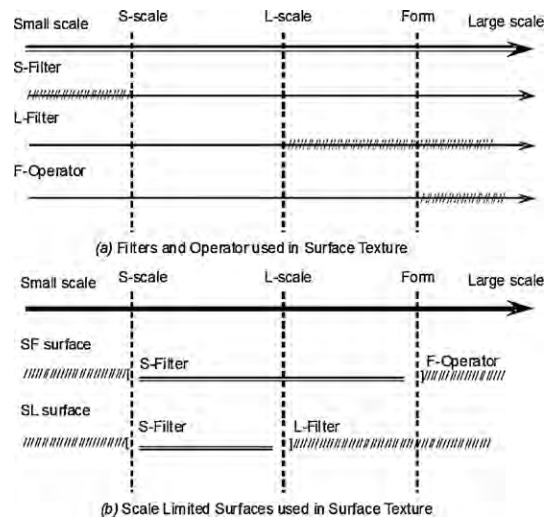 S-scale L-scale Form
Small scale Large scale
S-Filter
L-Filter
F-Operator
(a) Filters and Operator used in Surface Texture
S-scale L-scale Form
Small scale Large scale
SF surface
S-Filter F-Operator
SL surface
S-Filter L-Filter
(b) Scale Limited Surfaces used in Surface Texture